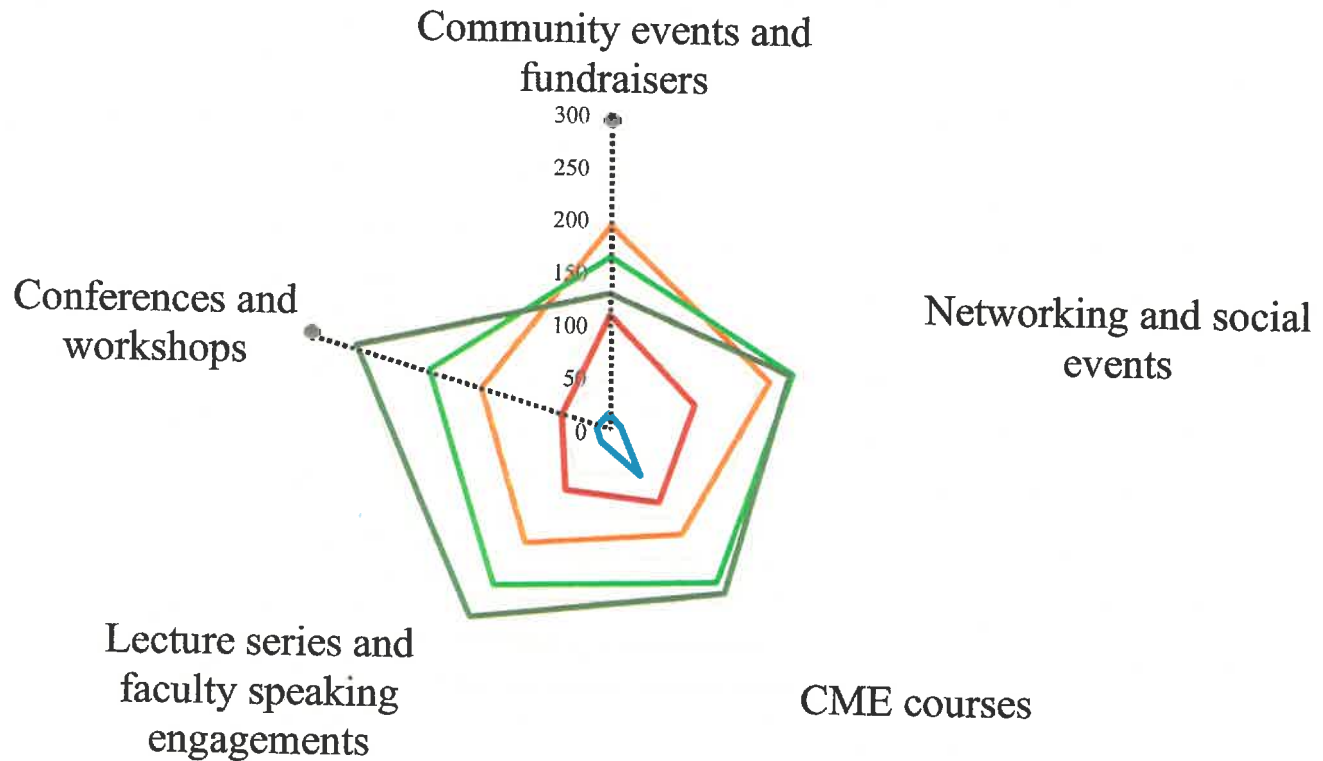 Community events and
fundraisers
300
250
200
150
100
50
0
Networking and social
events
Conferences and
workshops
Lecture series and
faculty speaking
engagements
CME courses